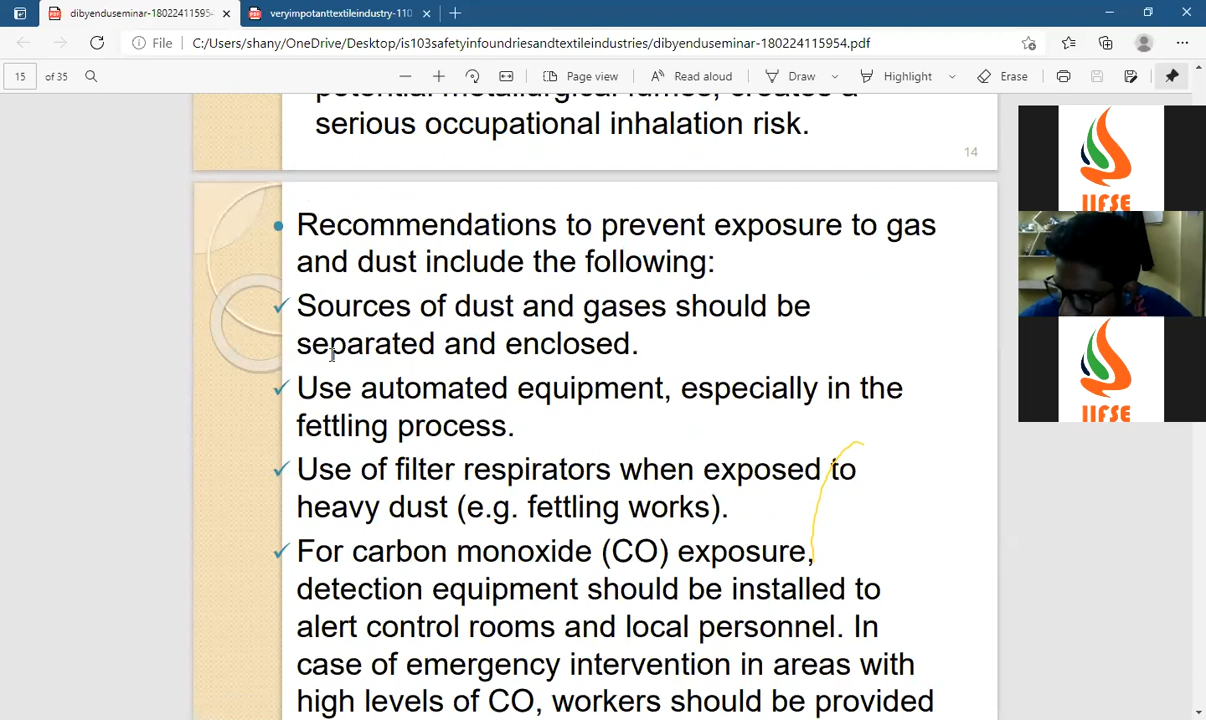 dibyenduseminar-180224115954
veryimpotanttextileindustry-110
File
C:/Users/shany/OneDrive/Desktop/is103safetyinfoundriesandtextileindustries/dibyenduseminar-180224115954.pdf
15 of 35
Page view
Read aloud
Draw
Highlight
Erase
potential metallurgical fumes, creates a
serious occupational inhalation risk.
14
Recommendations to prevent exposure to gas
and dust include the following:
Sources of dust and gases should be
separated and enclosed.
Use automated equipment, especially in the
fettling process.
Use of filter respirators when exposed to
heavy dust (e.g. fettling works).
For carbon monoxide (CO) exposure,
detection equipment should be installed to
alert control rooms and local personnel. In
case of emergency intervention in areas with
high levels of CO, workers should be provided
IIFSE
IIFSE